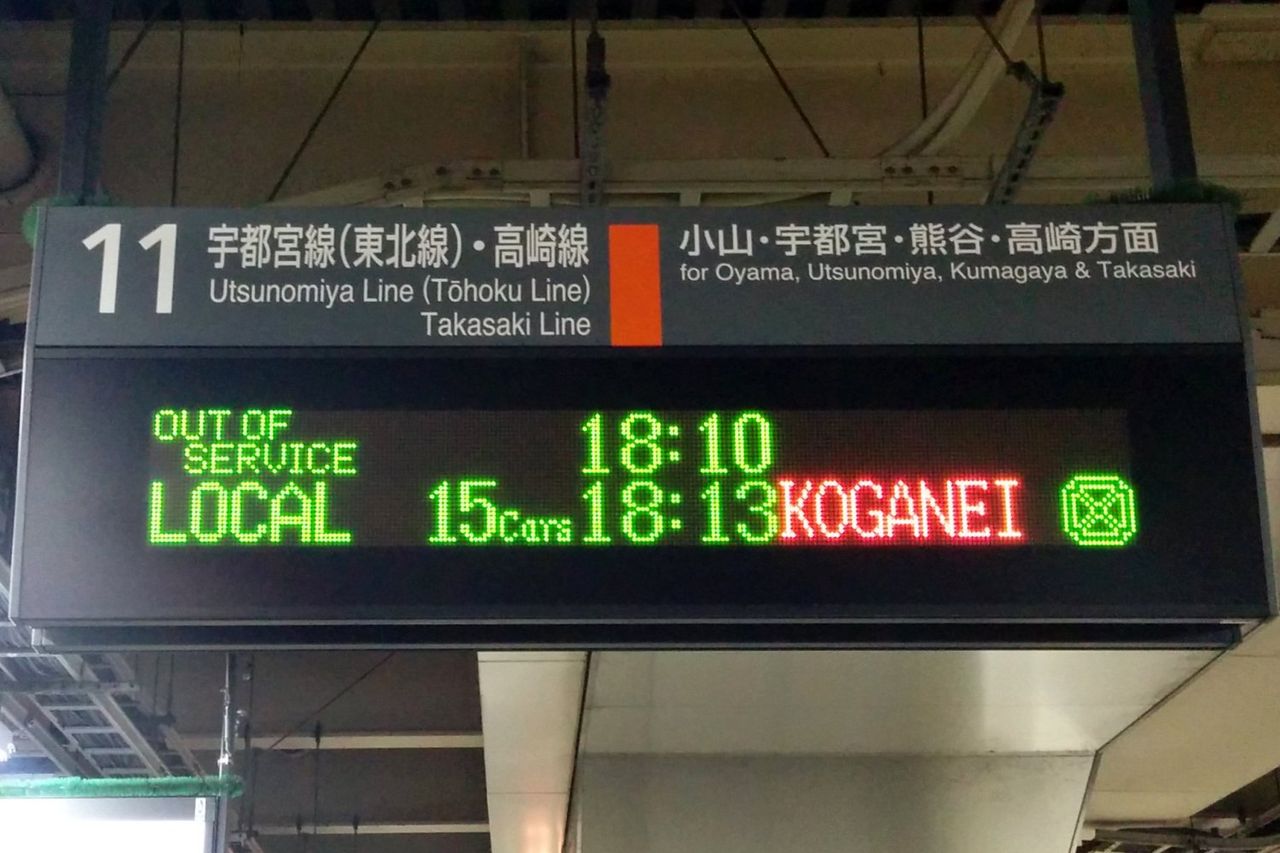 11
宇都宮線(東北線)・高崎線
Utsunomiya Line (Tōhoku Line)
Takasaki Line
小山・宇都宮・熊谷・高崎方面
for Oyama, Utsunomiya, Kumagaya & Takasaki
OUT OF
SERVICE 18:10
LOCAL 15Cars 18:13 KOGANEI